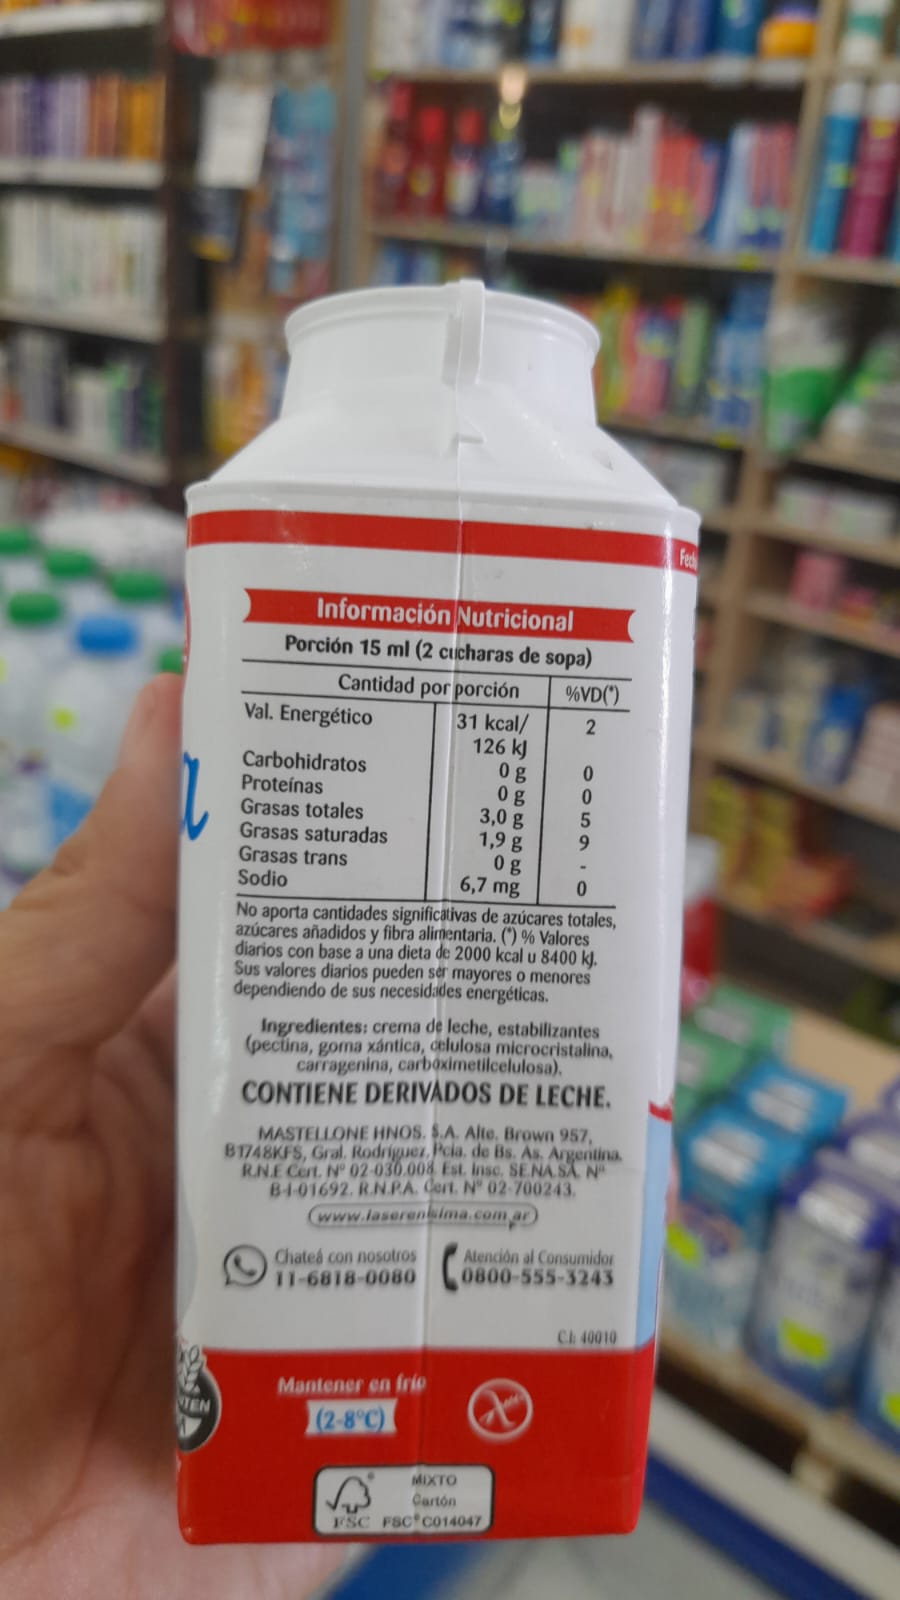 Fech
Información Nutricional
Porción 15 ml (2 cucharas de sopa)
Cantidad por porción %VD(*)
Val. Energético 31 kcal/ 2
126 kJ
Carbohidratos 0 g 0
Proteínas 0 g 0
Grasas totales 3,0 g 5
Grasas saturadas 1,9 g 9
Grasas trans 0 g -
Sodio 6,7 mg 0
No aporta cantidades significativas de azúcares totales,
azúcares añadidos y fibra alimentaria. (*) % Valores
diarios con base a una dieta de 2000 kcal u 8400 kJ.
Sus valores diarios pueden ser mayores o menores
dependiendo de sus necesidades energéticas.
Ingredientes: crema de leche, estabilizantes
(pectina, goma xántica, celulosa microcristalina,
carragenina, carboximetilcelulosa).
CONTIENE DERIVADOS DE LECHE.
MASTELLONE HNOS. S.A. Alte. Brown 957,
B1748KFS, Gral. Rodríguez, Pcia. de Bs. As. Argentina.
R.N.E Cert. N° 02-030.008 Est. Insc. SE.NA.SA. N°
B-I-01692. R.N.P.A. Cert. N° 02-700243.
www.laserenisima.com.ar
Chateá con nosotros
11-6818-0080
Atención al Consumidor
0800-555-3243
C.I: 40010
Mantener en frío
(2-8°C)
MIXTO
Cartón
FSC® C014047
FSC